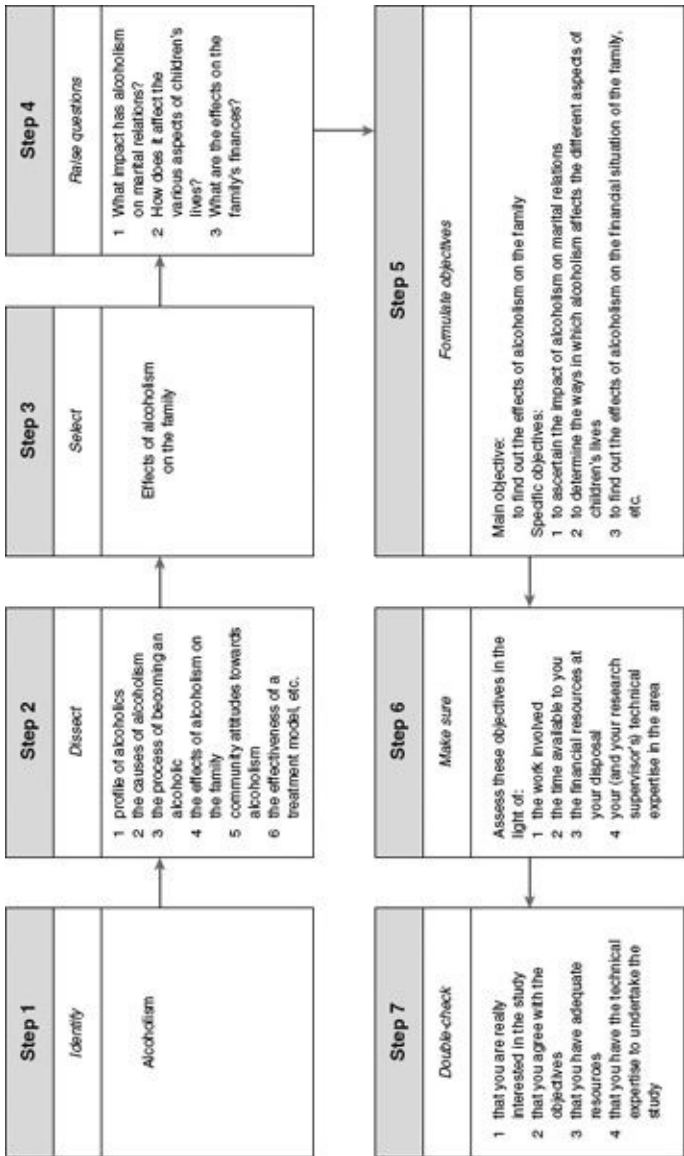 Step 1
Identify
Alcoholism
Step 2
Dissect
1 profile of alcoholics
2 the causes of alcoholism
3 the process of becoming an
alcoholic
4 the effects of alcoholism on
the family
5 community attitudes towards
alcoholism
6 the effectiveness of a
treatment model, etc.
Step 3
Select
Effects of alcoholism
on the family
Step 4
Raise questions
1 What impact has alcoholism
on marital relations?
2 How does it affect the
various aspects of children's
lives?
3 What are the effects on the
family's finances?
Step 5
Formulate objectives
Main objective:
to find out the effects of alcoholism on the family
Specific objectives:
1 to ascertain the impact of alcoholism on marital relations
2 to determine the ways in which alcoholism affects the different aspects of
children's lives
3 to find out the effects of alcoholism on the financial situation of the family,
etc.
Step 6
Make sure
Assess these objectives in the
light of:
1 the work involved
2 the time available to you
3 the financial resources at
your disposal
4 your (and your research
supervisor's) technical
expertise in the area
Step 7
Double-check
1 that you are really
interested in the study
2 that you agree with the
objectives
3 that you have adequate
resources
4 that you have the technical
expertise to undertake the
study